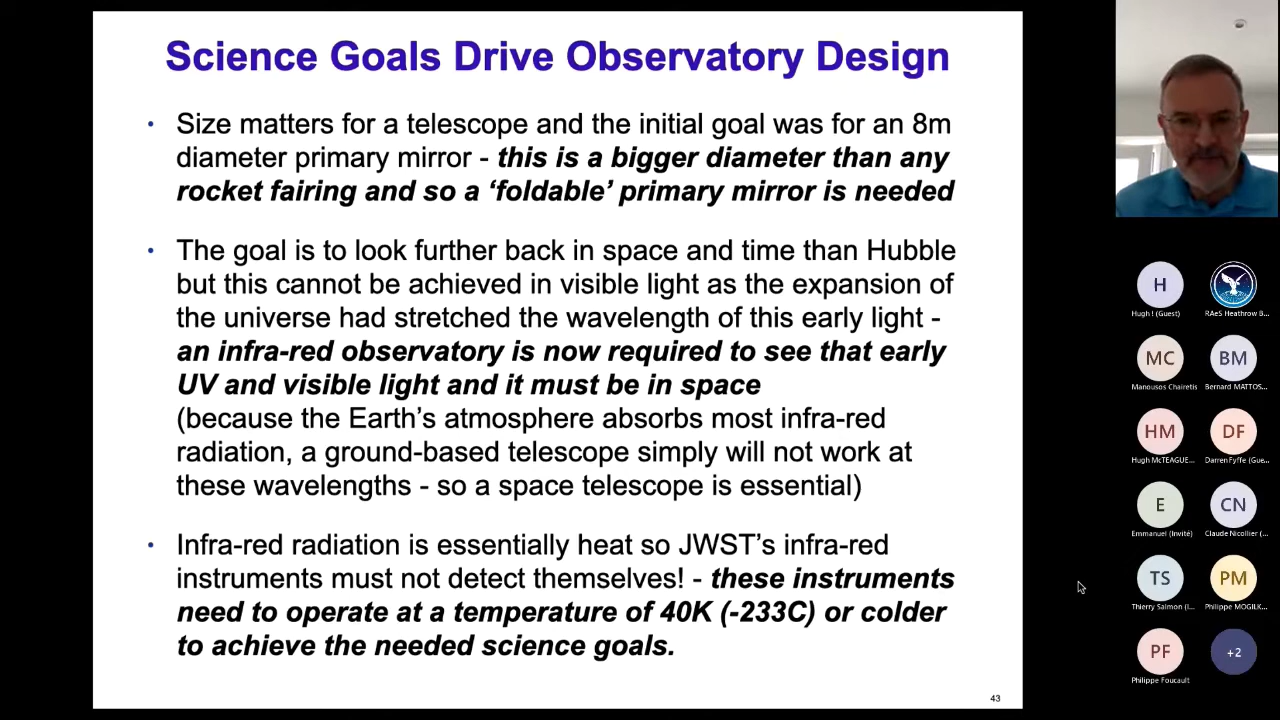 Science Goals Drive Observatory Design
• Size matters for a telescope and the initial goal was for an 8m
diameter primary mirror - this is a bigger diameter than any
rocket fairing and so a ‘foldable’ primary mirror is needed
• The goal is to look further back in space and time than Hubble
but this cannot be achieved in visible light as the expansion of
the universe had stretched the wavelength of this early light -
an infra-red observatory is now required to see that early
UV and visible light and it must be in space
(because the Earth’s atmosphere absorbs most infra-red
radiation, a ground-based telescope simply will not work at
these wavelengths - so a space telescope is essential)
• Infra-red radiation is essentially heat so JWST’s infra-red
instruments must not detect themselves! - these instruments
need to operate at a temperature of 40K (-233C) or colder
to achieve the needed science goals.
43
H
Hugh ! (Guest)
RAeS Heathrow B...
MC
Manousos Chairetis
BM
Bernard MATTOS...
HM
Hugh McTEAGUE...
DF
Darren Fyffe (Gue...
E
Emmanuel (Invité)
CN
Claude Nicollier (...
TS
Thierry Salmon (I...
PM
Philippe MOGILK...
PF
Philippe Foucault
+2